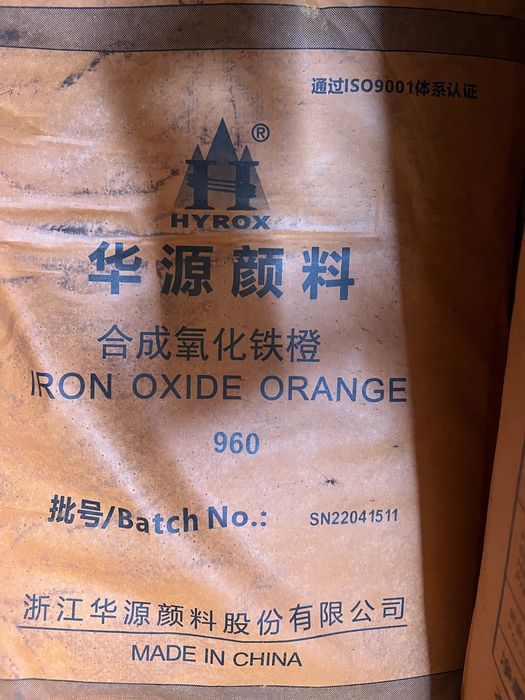 通过ISO9001体系认证
®
HYROX
华源颜料
合成氧化铁橙
IRON OXIDE ORANGE
960
批号/Batch No.: SN22041511
浙江华源颜料股份有限公司
MADE IN CHINA